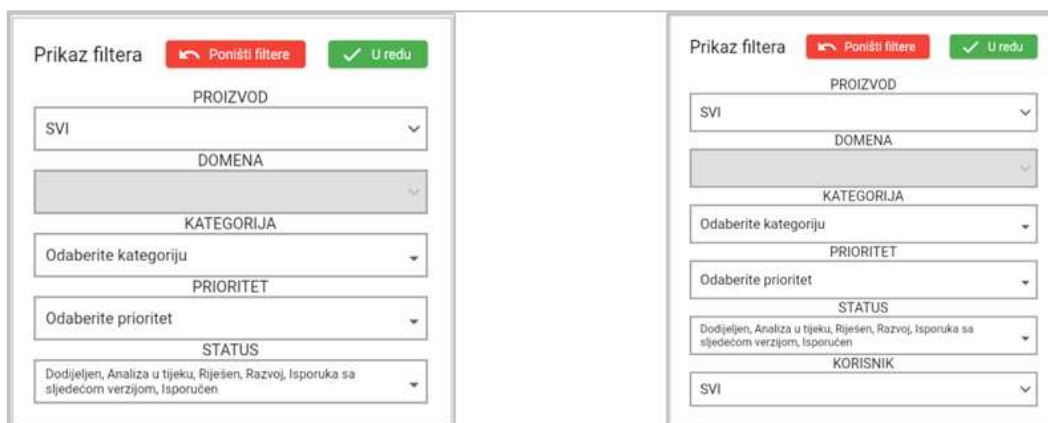 Prikaz filtera
Poništi filtere
U redu
PROIZVOD
SVI
DOMENA
KATEGORIJA
Odaberite kategoriju
PRIORITET
Odaberite prioritet
STATUS
Dodijeljen, Analiza u tijeku, Riješen, Razvoj, Isporuka sa
sljedećom verzijom, Isporučen
Prikaz filtera
Poništi filtere
U redu
PROIZVOD
SVI
DOMENA
KATEGORIJA
Odaberite kategoriju
PRIORITET
Odaberite prioritet
STATUS
Dodijeljen, Analiza u tijeku, Riješen, Razvoj, Isporuka sa
sljedećom verzijom, Isporučen
KORISNIK
SVI